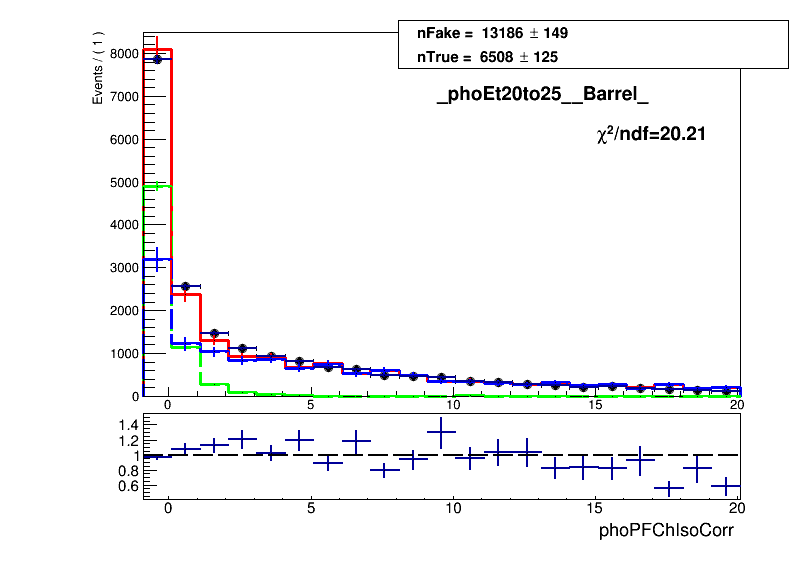 nFake = 13186 ± 149
nTrue = 6508 ± 125
_phoEt20to25__Barrel_
χ²/ndf=20.21
Events / ( 1 )
8000
7000
6000
5000
4000
3000
2000
1000
0
0 5 10 15 20
1.4
1.2
1
0.8
0.6
0 5 10 15 20
phoPFChIsoCorr